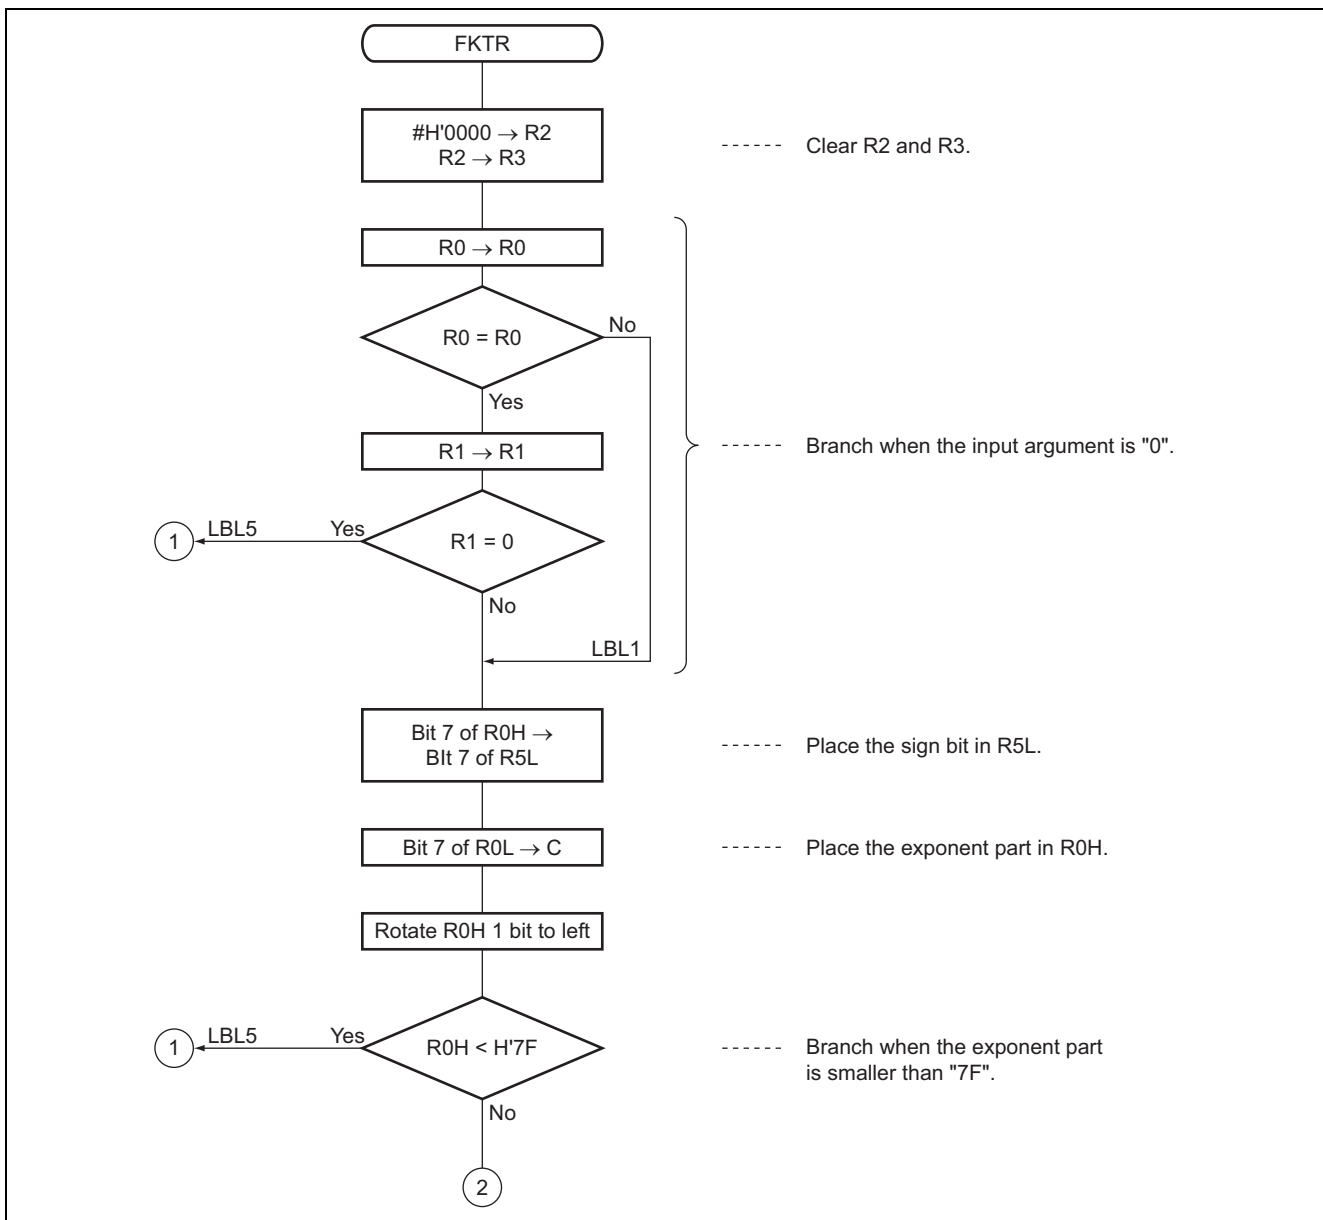 FKTR
#H'0000 → R2
R2 → R3
Clear R2 and R3.
R0 → R0
R0 = R0
No
Yes
R1 → R1
Branch when the input argument is "0".
1
LBL5
Yes
R1 = 0
No
LBL1
Bit 7 of R0H →
BIt 7 of R5L
Place the sign bit in R5L.
Bit 7 of R0L → C
Place the exponent part in R0H.
Rotate R0H 1 bit to left
1
LBL5
Yes
R0H < H'7F
Branch when the exponent part
is smaller than "7F".
No
2